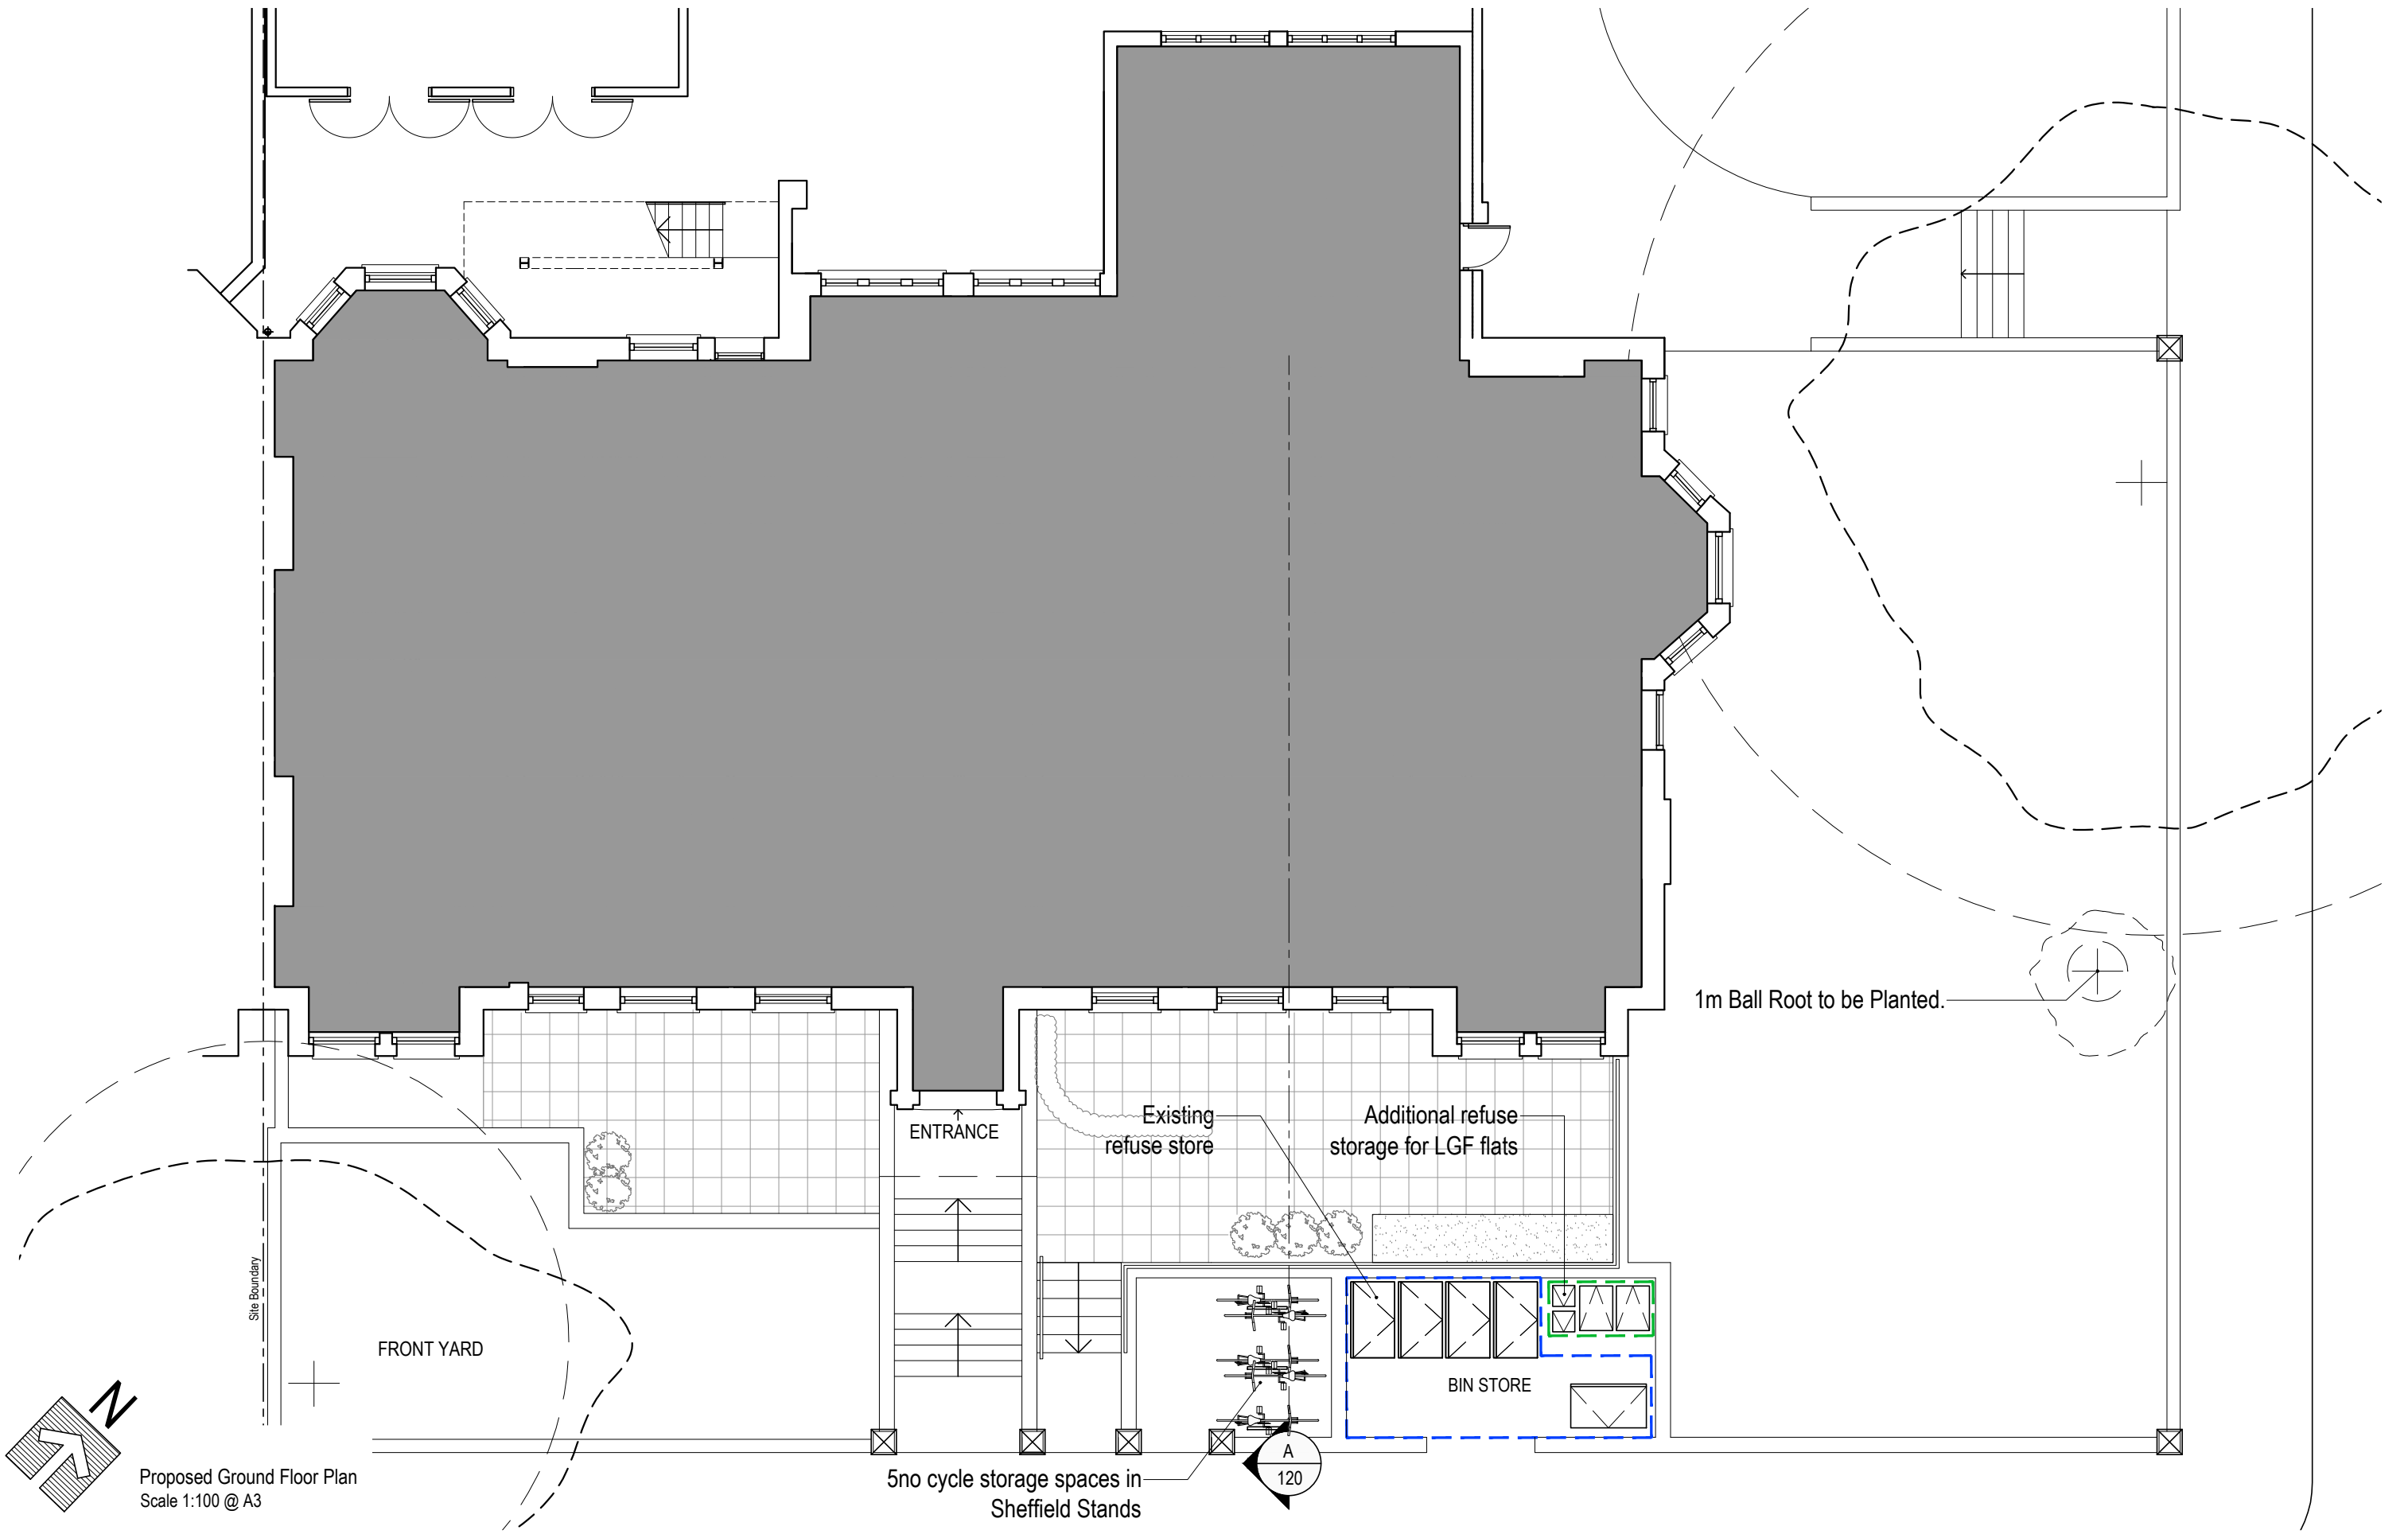 1m Ball Root to be Planted.
Existing
refuse store
Additional refuse
storage for LGF flats
ENTRANCE
Site Boundary
FRONT YARD
BIN STORE
N
A
120
Proposed Ground Floor Plan
Scale 1:100 @ A3
5no cycle storage spaces in
Sheffield Stands